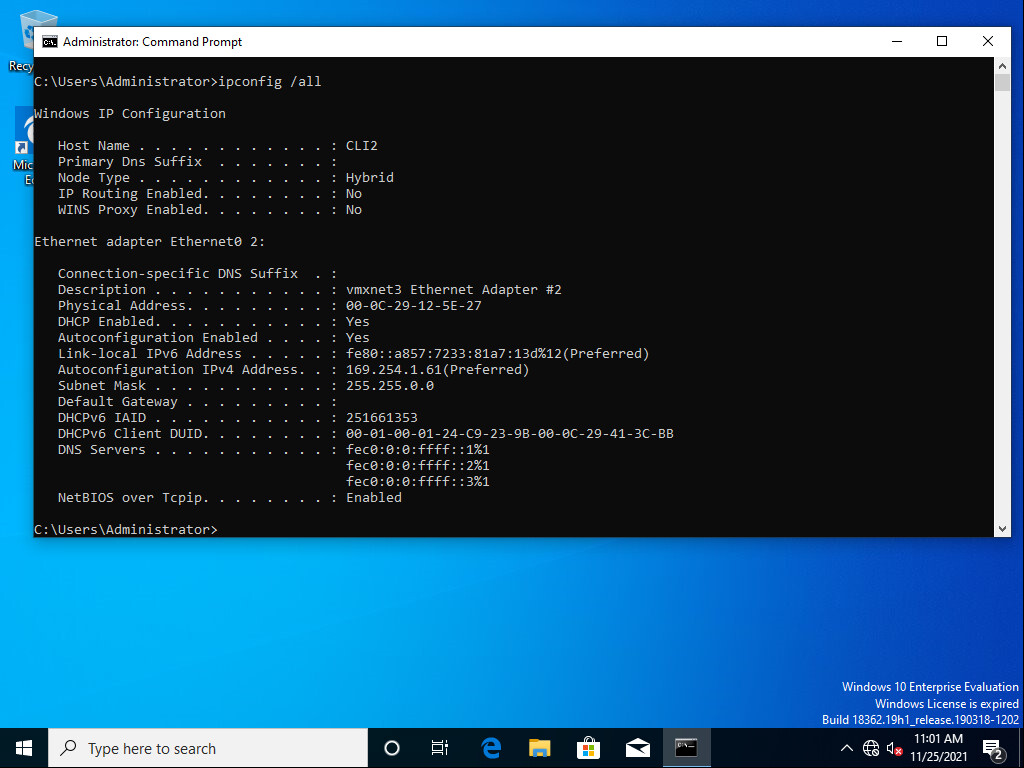 Recy
Administrator: Command Prompt
C:\Users\Administrator>ipconfig /all
Windows IP Configuration
Host Name . . . . . . . . . . . . : CLI2
Primary Dns Suffix  . . . . . . . :
Node Type . . . . . . . . . . . . : Hybrid
IP Routing Enabled. . . . . . . . : No
WINS Proxy Enabled. . . . . . . . : No
Ethernet adapter Ethernet0 2:
Connection-specific DNS Suffix  . :
Description . . . . . . . . . . . : vmxnet3 Ethernet Adapter #2
Physical Address. . . . . . . . . : 00-0C-29-12-5E-27
DHCP Enabled. . . . . . . . . . . : Yes
Autoconfiguration Enabled . . . . : Yes
Link-local IPv6 Address . . . . . : fe80::a857:7233:81a7:13d%12(Preferred)
Autoconfiguration IPv4 Address. . : 169.254.1.61(Preferred)
Subnet Mask . . . . . . . . . . . : 255.255.0.0
Default Gateway . . . . . . . . . :
DHCPv6 IAID . . . . . . . . . . . : 251661353
DHCPv6 Client DUID. . . . . . . . : 00-01-00-01-24-C9-23-9B-00-0C-29-41-3C-BB
DNS Servers . . . . . . . . . . . : fec0:0:0:ffff::1%1
fec0:0:0:ffff::2%1
fec0:0:0:ffff::3%1
NetBIOS over Tcpip. . . . . . . . : Enabled
C:\Users\Administrator>
Mic
E
Windows 10 Enterprise Evaluation
Windows License is expired
Build 18362.19h1_release.190318-1202
Type here to search
11:01 AM
11/25/2021
2